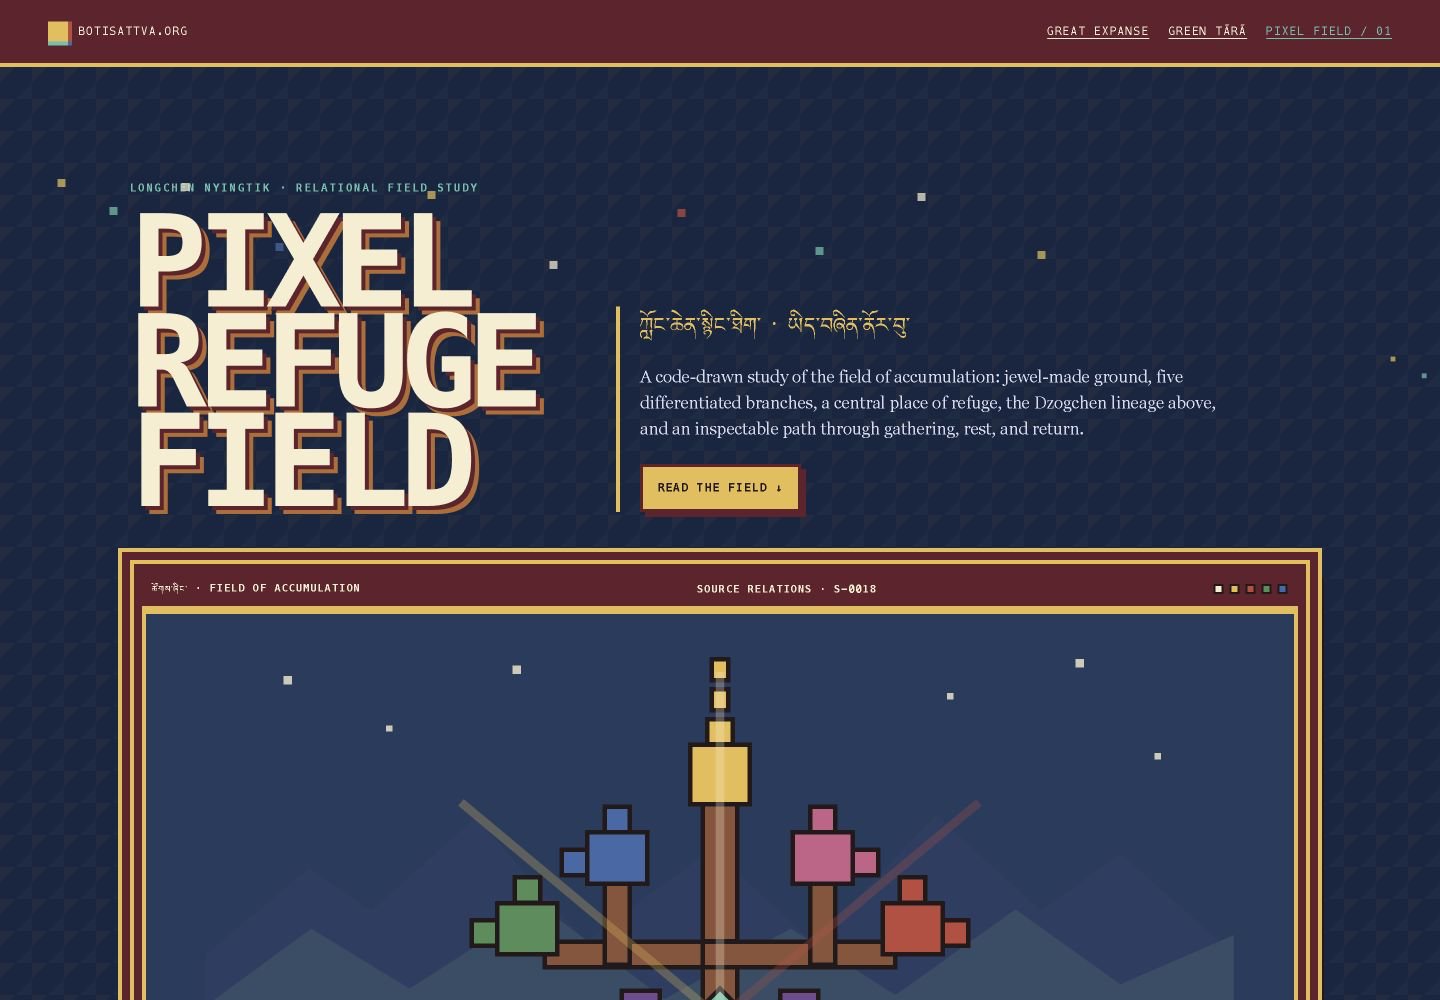 BOTISATTVA.ORG
GREAT EXPANSE
GREEN TĀRĀ
PIXEL FIELD / 01
LONGCHEN NYINGTIK · RELATIONAL FIELD STUDY
PIXEL
REFUGE
FIELD
ཀློང་ཆེན་སྙིང་ཐིག་ · ཡིད་བཞིན་ནོར་བུ་
A code-drawn study of the field of accumulation: jewel-made ground, five
differentiated branches, a central place of refuge, the Dzogchen lineage above,
and an inspectable path through gathering, rest, and return.
READ THE FIELD ↓
ཚོགས་ཞིང་ · FIELD OF ACCUMULATION
SOURCE RELATIONS · S-0018